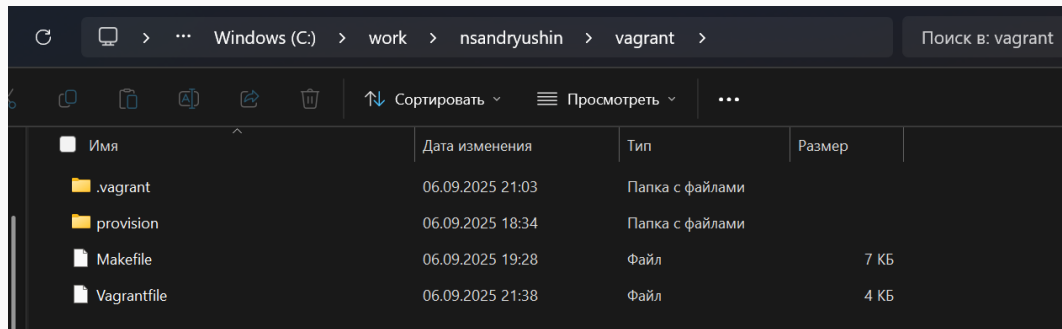 Windows (C:) > work > nsandryushin > vagrant >
Поиск в: vagrant
Сортировать
Просмотреть
Имя Дата изменения Тип Размер
.vagrant 06.09.2025 21:03 Папка с файлами
provision 06.09.2025 18:34 Папка с файлами
Makefile 06.09.2025 19:28 Файл 7 КБ
Vagrantfile 06.09.2025 21:38 Файл 4 КБ